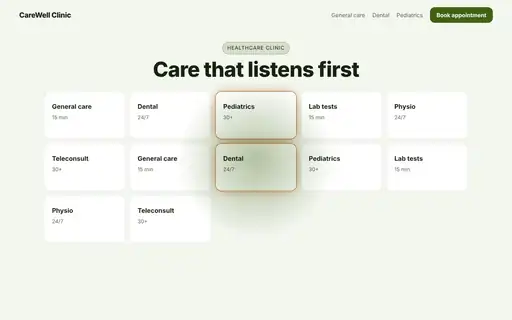 CareWell Clinic
General care Dental Pediatrics Book appointment
HEALTHCARE CLINIC
Care that listens first
General care
15 min
Dental
24/7
Pediatrics
30+
Lab tests
15 min
Physio
24/7
Teleconsult
30+
General care
15 min
Dental
24/7
Pediatrics
30+
Lab tests
15 min
Physio
24/7
Teleconsult
30+